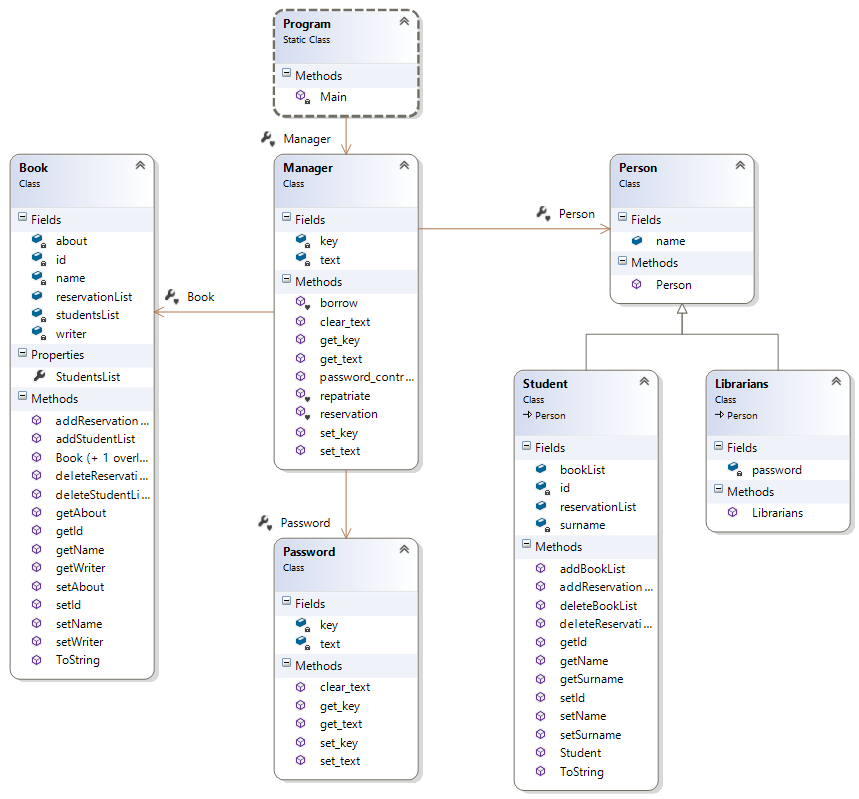 Program
Static Class
Methods
Main
Manager
Book
Class
Fields
about
id
name
reservationList
studentsList
writer
Properties
StudentsList
Methods
addReservation ...
addStudentList
Book (+ 1 overl...
deleteReservati...
deleteStudentLi...
getAbout
getId
getName
getWriter
setAbout
setId
setName
setWriter
ToString
Book
Manager
Class
Fields
key
text
Methods
borrow
clear_text
get_key
get_text
password_contr...
repatriate
reservation
set_key
set_text
Person
Person
Class
Fields
name
Methods
Person
Password
Password
Class
Fields
key
text
Methods
clear_text
get_key
get_text
set_key
set_text
Student
Class
Person
Fields
bookList
id
reservationList
surname
Methods
addBookList
addReservation ...
deleteBookList
deleteReservati...
getId
getName
getSurname
setId
setName
setSurname
Student
ToString
Librarians
Class
Person
Fields
password
Methods
Librarians